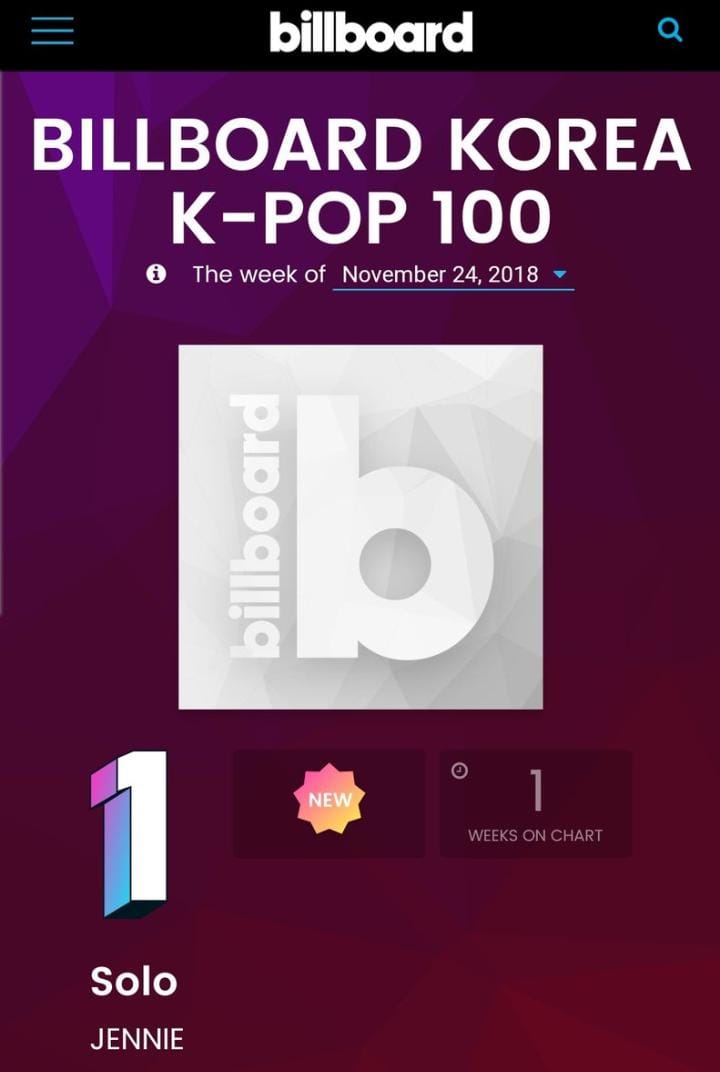 billboard
BILLBOARD KOREA
K-POP 100
The week of November 24, 2018
billboard
b
1
NEW
1
WEEKS ON CHART
Solo
JENNIE